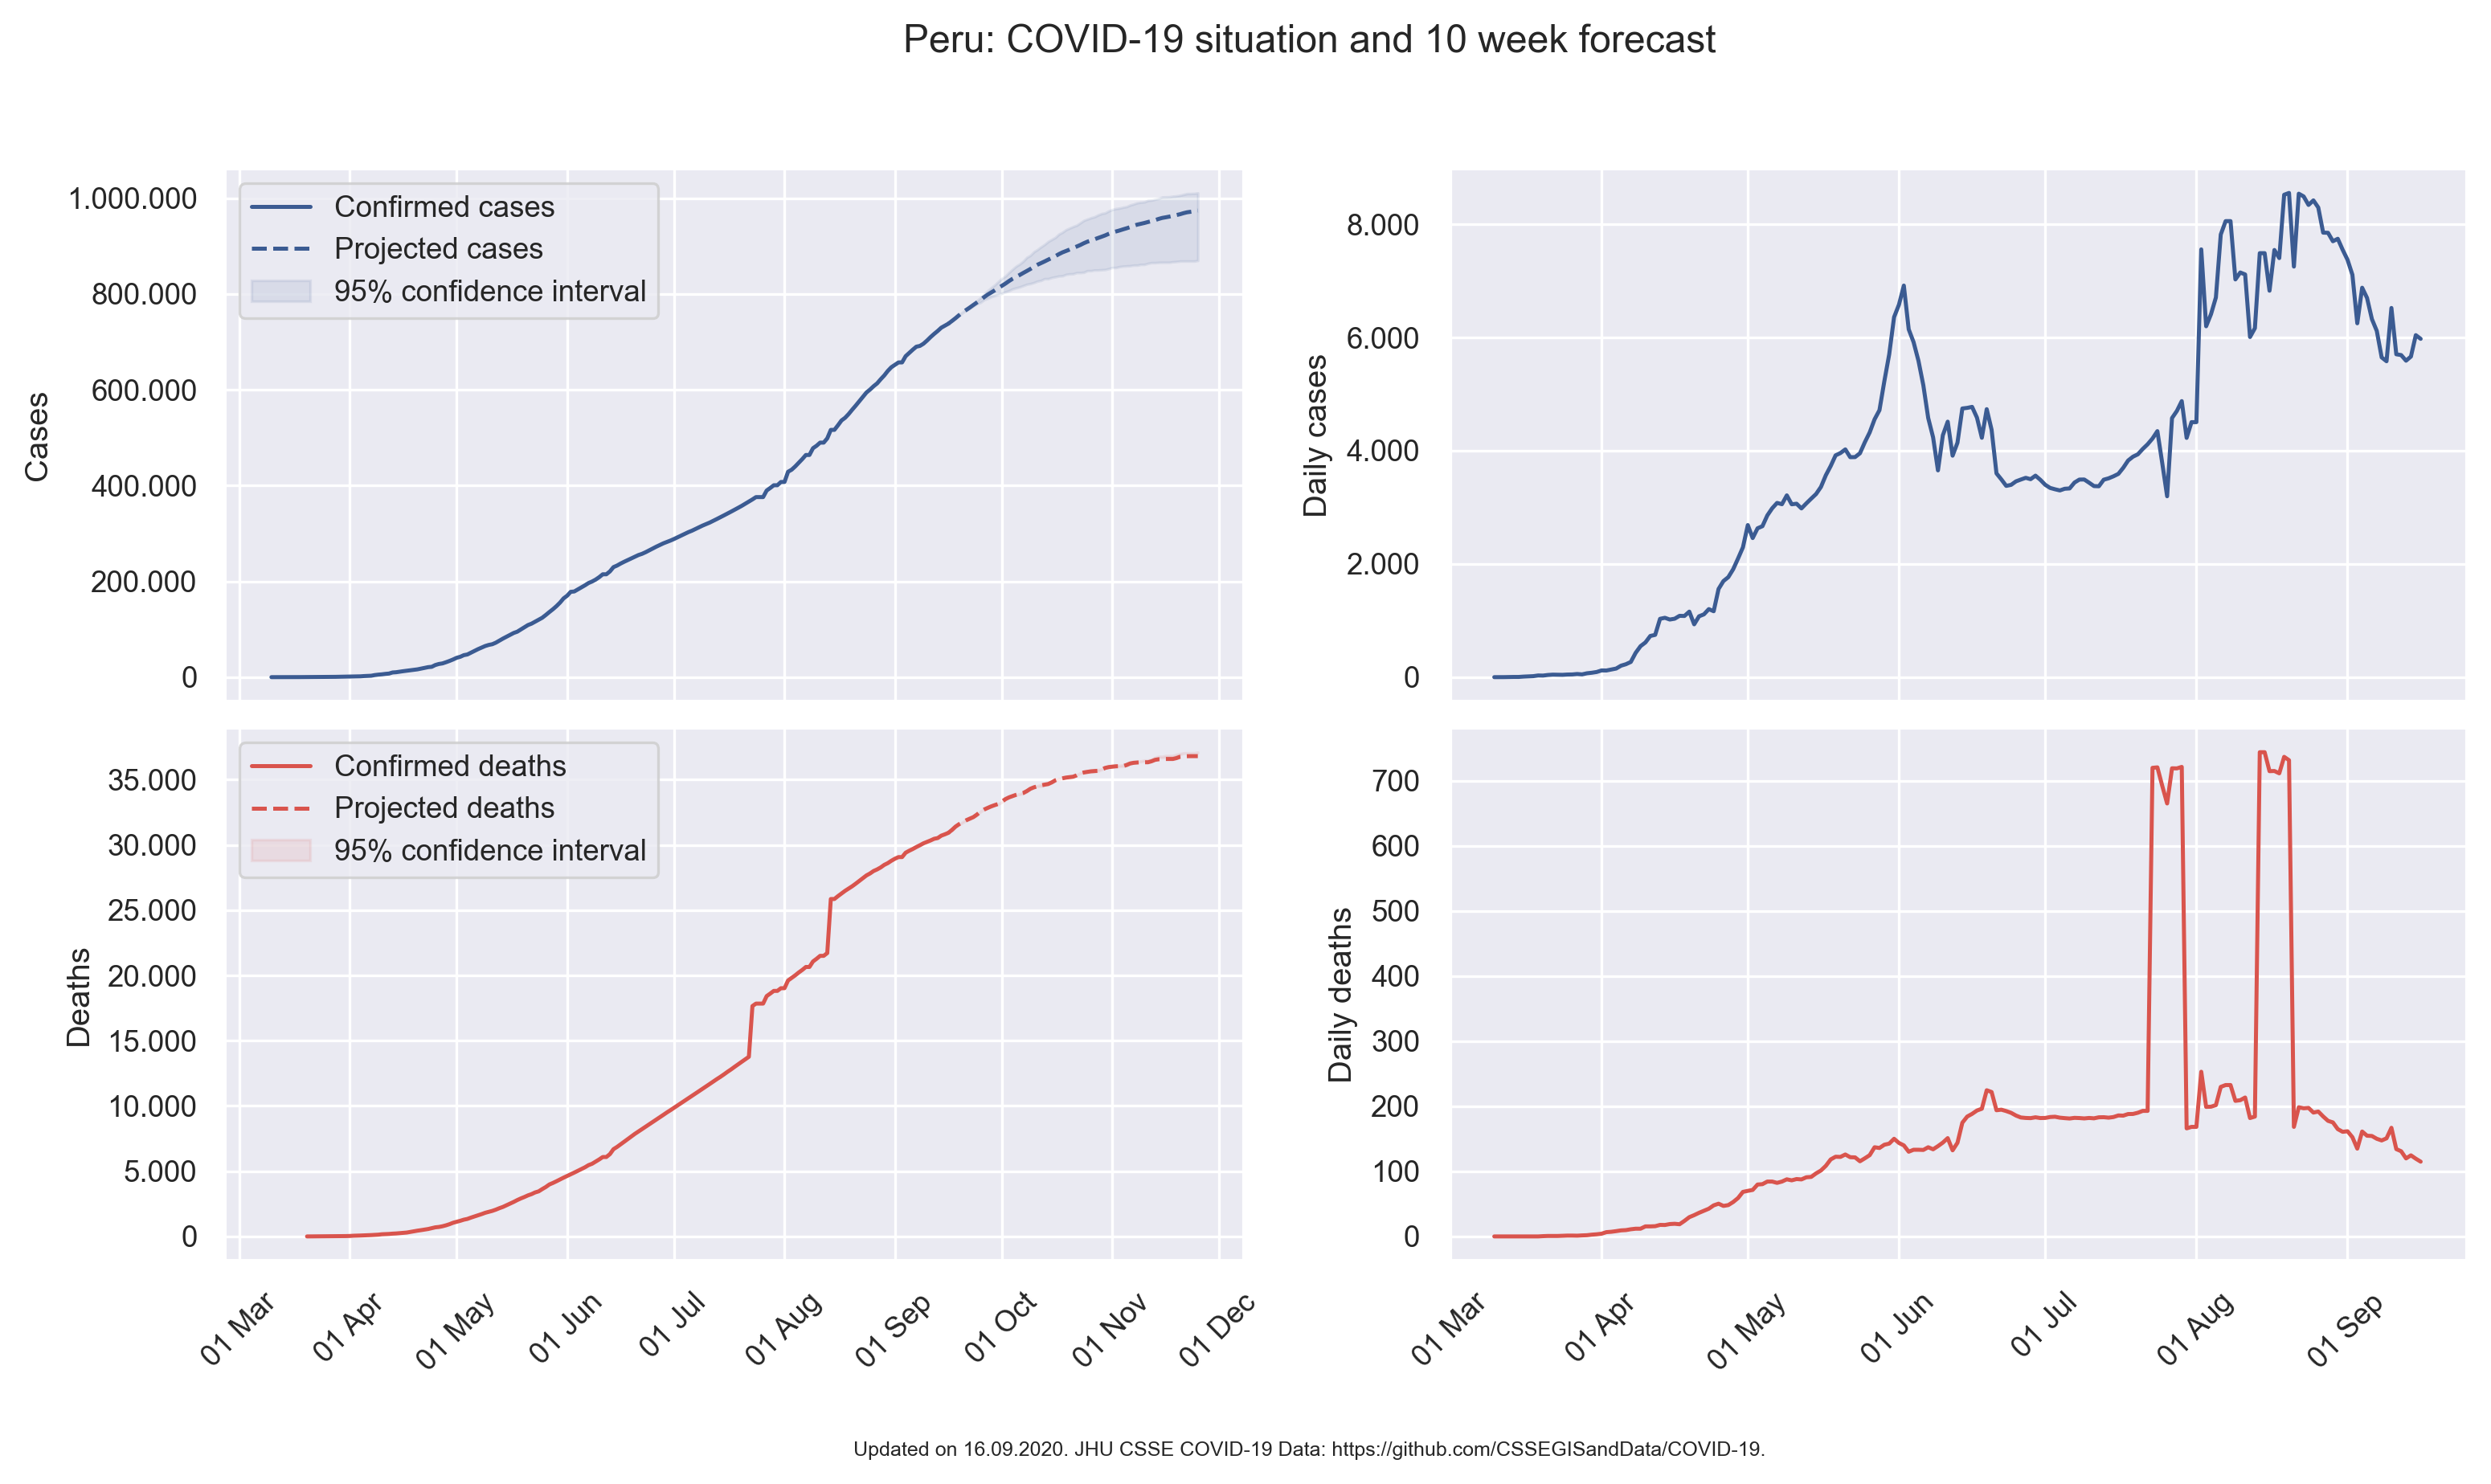 Peru: COVID-19 situation and 10 week forecast
Cases
1.000.000
800.000
600.000
400.000
200.000
0
Confirmed cases
Projected cases
95% confidence interval
Daily cases
8.000
6.000
4.000
2.000
0
Deaths
35.000
30.000
25.000
20.000
15.000
10.000
5.000
0
Confirmed deaths
Projected deaths
95% confidence interval
01 Mar
01 Apr
01 May
01 Jun
01 Jul
01 Aug
01 Sep
01 Oct
01 Nov
01 Dec
Daily deaths
700
600
500
400
300
200
100
0
01 Mar
01 Apr
01 May
01 Jun
01 Jul
01 Aug
01 Sep
Updated on 16.09.2020. JHU CSSE COVID-19 Data: https://github.com/CSSEGISandData/COVID-19.